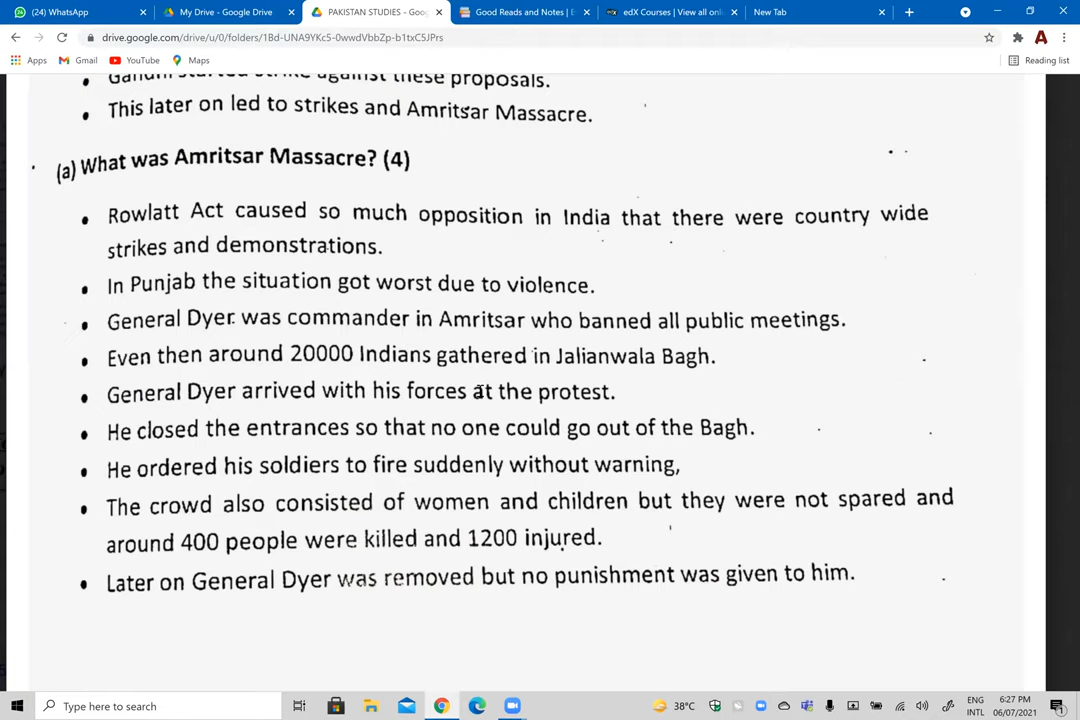 (24) WhatsApp
My Drive - Google Drive
PAKISTAN STUDIES - Goog
Good Reads and Notes | E
edX Courses | View all onli
New Tab
drive.google.com/drive/u/0/folders/1Bd-UNA9YKc5-0wwdVbbZp-b1txC5JPrs
Apps
Gmail
YouTube
Maps
Reading list
Gandhi started strike against these proposals.
• This later on led to strikes and Amritsar Massacre.
(a) What was Amritsar Massacre? (4)
• Rowlatt Act caused so much opposition in India that there were country wide
strikes and demonstrations.
• In Punjab the situation got worst due to violence.
• General Dyer was commander in Amritsar who banned all public meetings.
• Even then around 20000 Indians gathered in Jalianwala Bagh.
• General Dyer arrived with his forces at the protest.
• He closed the entrances so that no one could go out of the Bagh.
• He ordered his soldiers to fire suddenly without warning,
• The crowd also consisted of women and children but they were not spared and
around 400 people were killed and 1200 injured.
• Later on General Dyer was removed but no punishment was given to him.
Type here to search
38°C
ENG
INTL
6:27 PM
06/07/2021